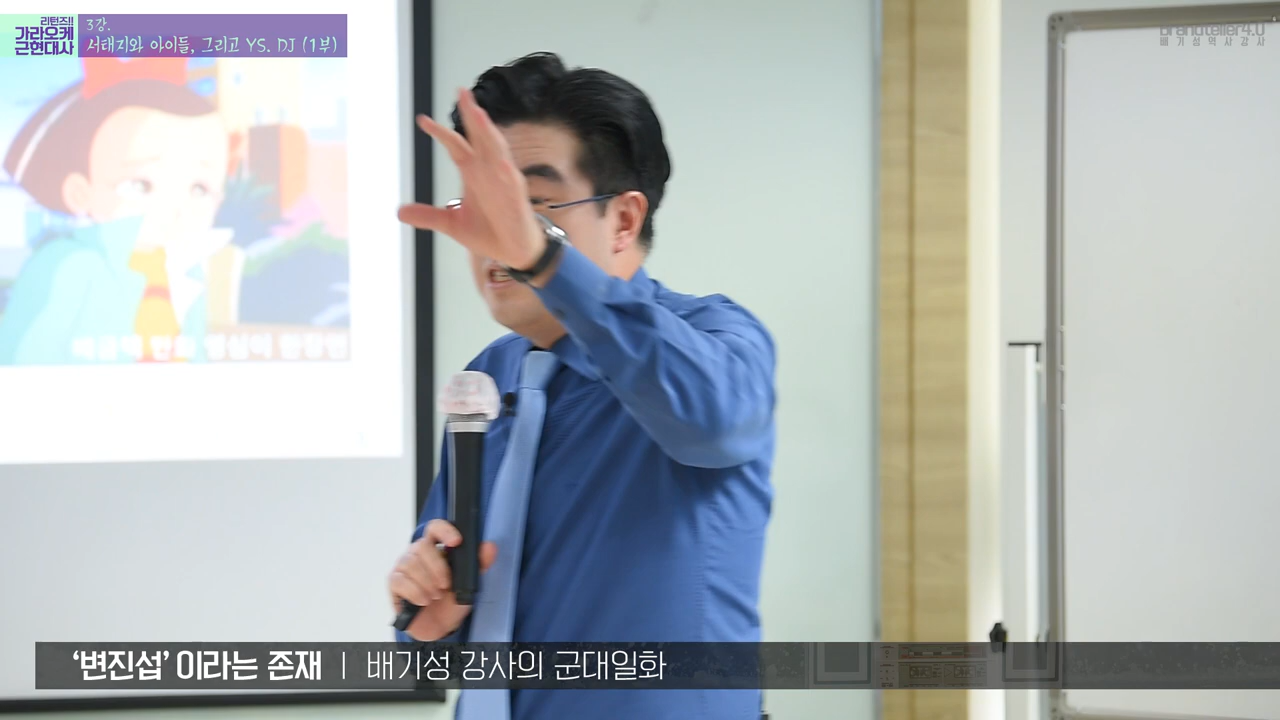 리턴즈!!
가라오케
근현대사
3강.
서태지와 아이들, 그리고 YS. DJ (1부)
Brandteller4.0
배기성역사강사
‘변진섭’ 이라는 존재 | 배기성 강사의 군대일화